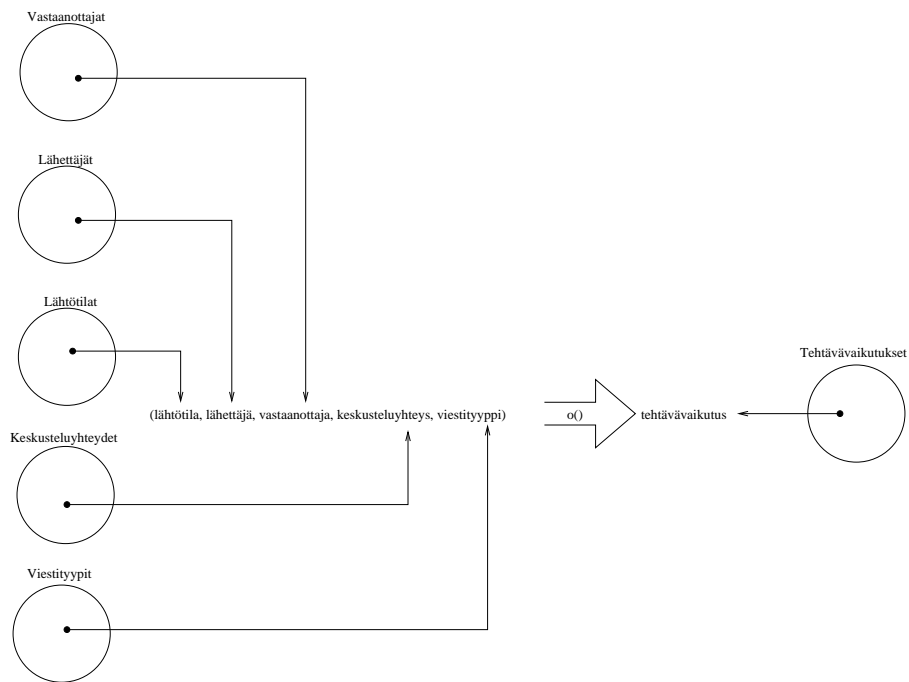 Vastaanottajat
Lähettäjät
Lähtötilat
Tehtävävaikutukset
(lähtötila, lähettäjä, vastaanottaja, keskusteluyhteys, viestityyppi)
o()
tehtävävaikutus
Keskusteluyhteydet
Viestityypit